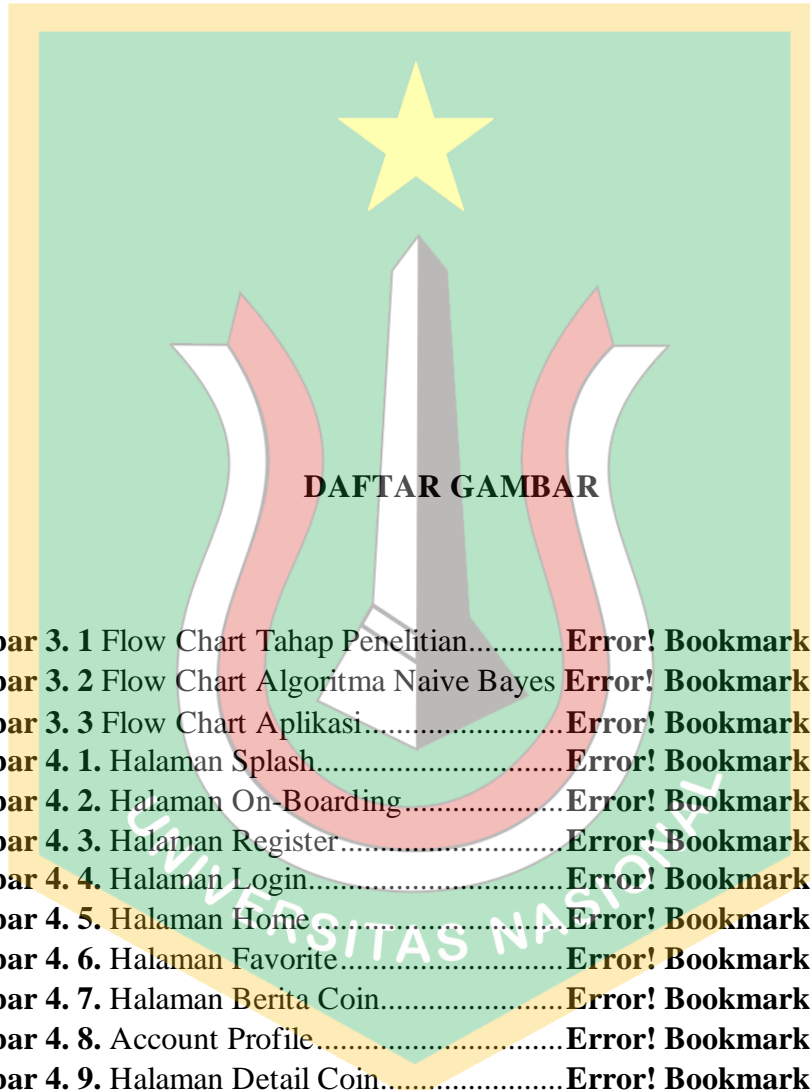 DAFTAR GAMBAR
bar 3. 1 Flow Chart Tahap Penelitian............Error! Bookmark
bar 3. 2 Flow Chart Algoritma Naive Bayes Error! Bookmark
bar 3. 3 Flow Chart Aplikasi.........................Error! Bookmark
bar 4. 1. Halaman Splash...............................Error! Bookmark
bar 4. 2. Halaman On-Boarding....................Error! Bookmark
bar 4. 3. Halaman Register............................Error! Bookmark
bar 4. 4. Halaman Login................................Error! Bookmark
bar 4. 5. Halaman Home...............................Error! Bookmark
bar 4. 6. Halaman Favorite............................Error! Bookmark
bar 4. 7. Halaman Berita Coin.......................Error! Bookmark
bar 4. 8. Account Profile...............................Error! Bookmark
bar 4. 9. Halaman Detail Coin.......................Error! Bookmark
UNIVERSITAS NASIONAL